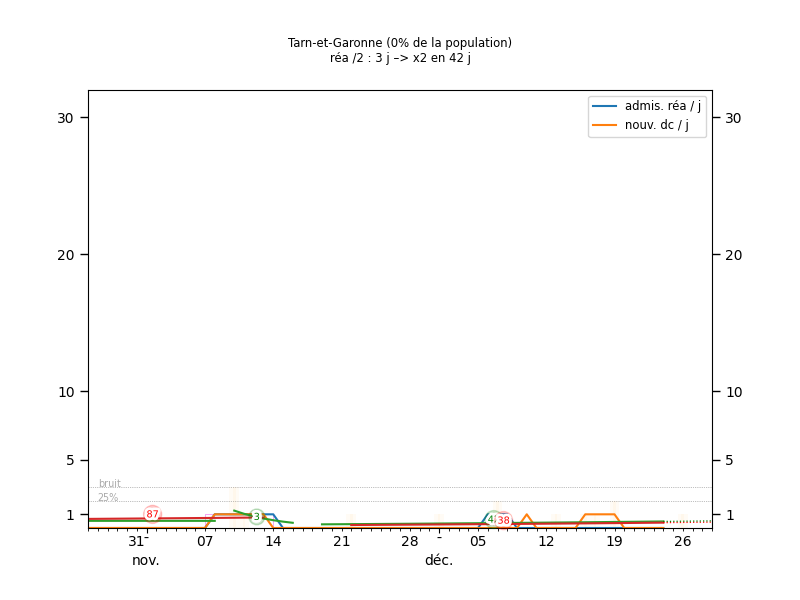 Tarn-et-Garonne (0% de la population)
réa /2 : 3 j –> x2 en 42 j
admis. réa / j
nouv. dc / j
30 30
20 20
10 10
5 5
bruit
25%
1 1
87 3 38
31 07 14 21 28 05 12 19 26
nov. déc.